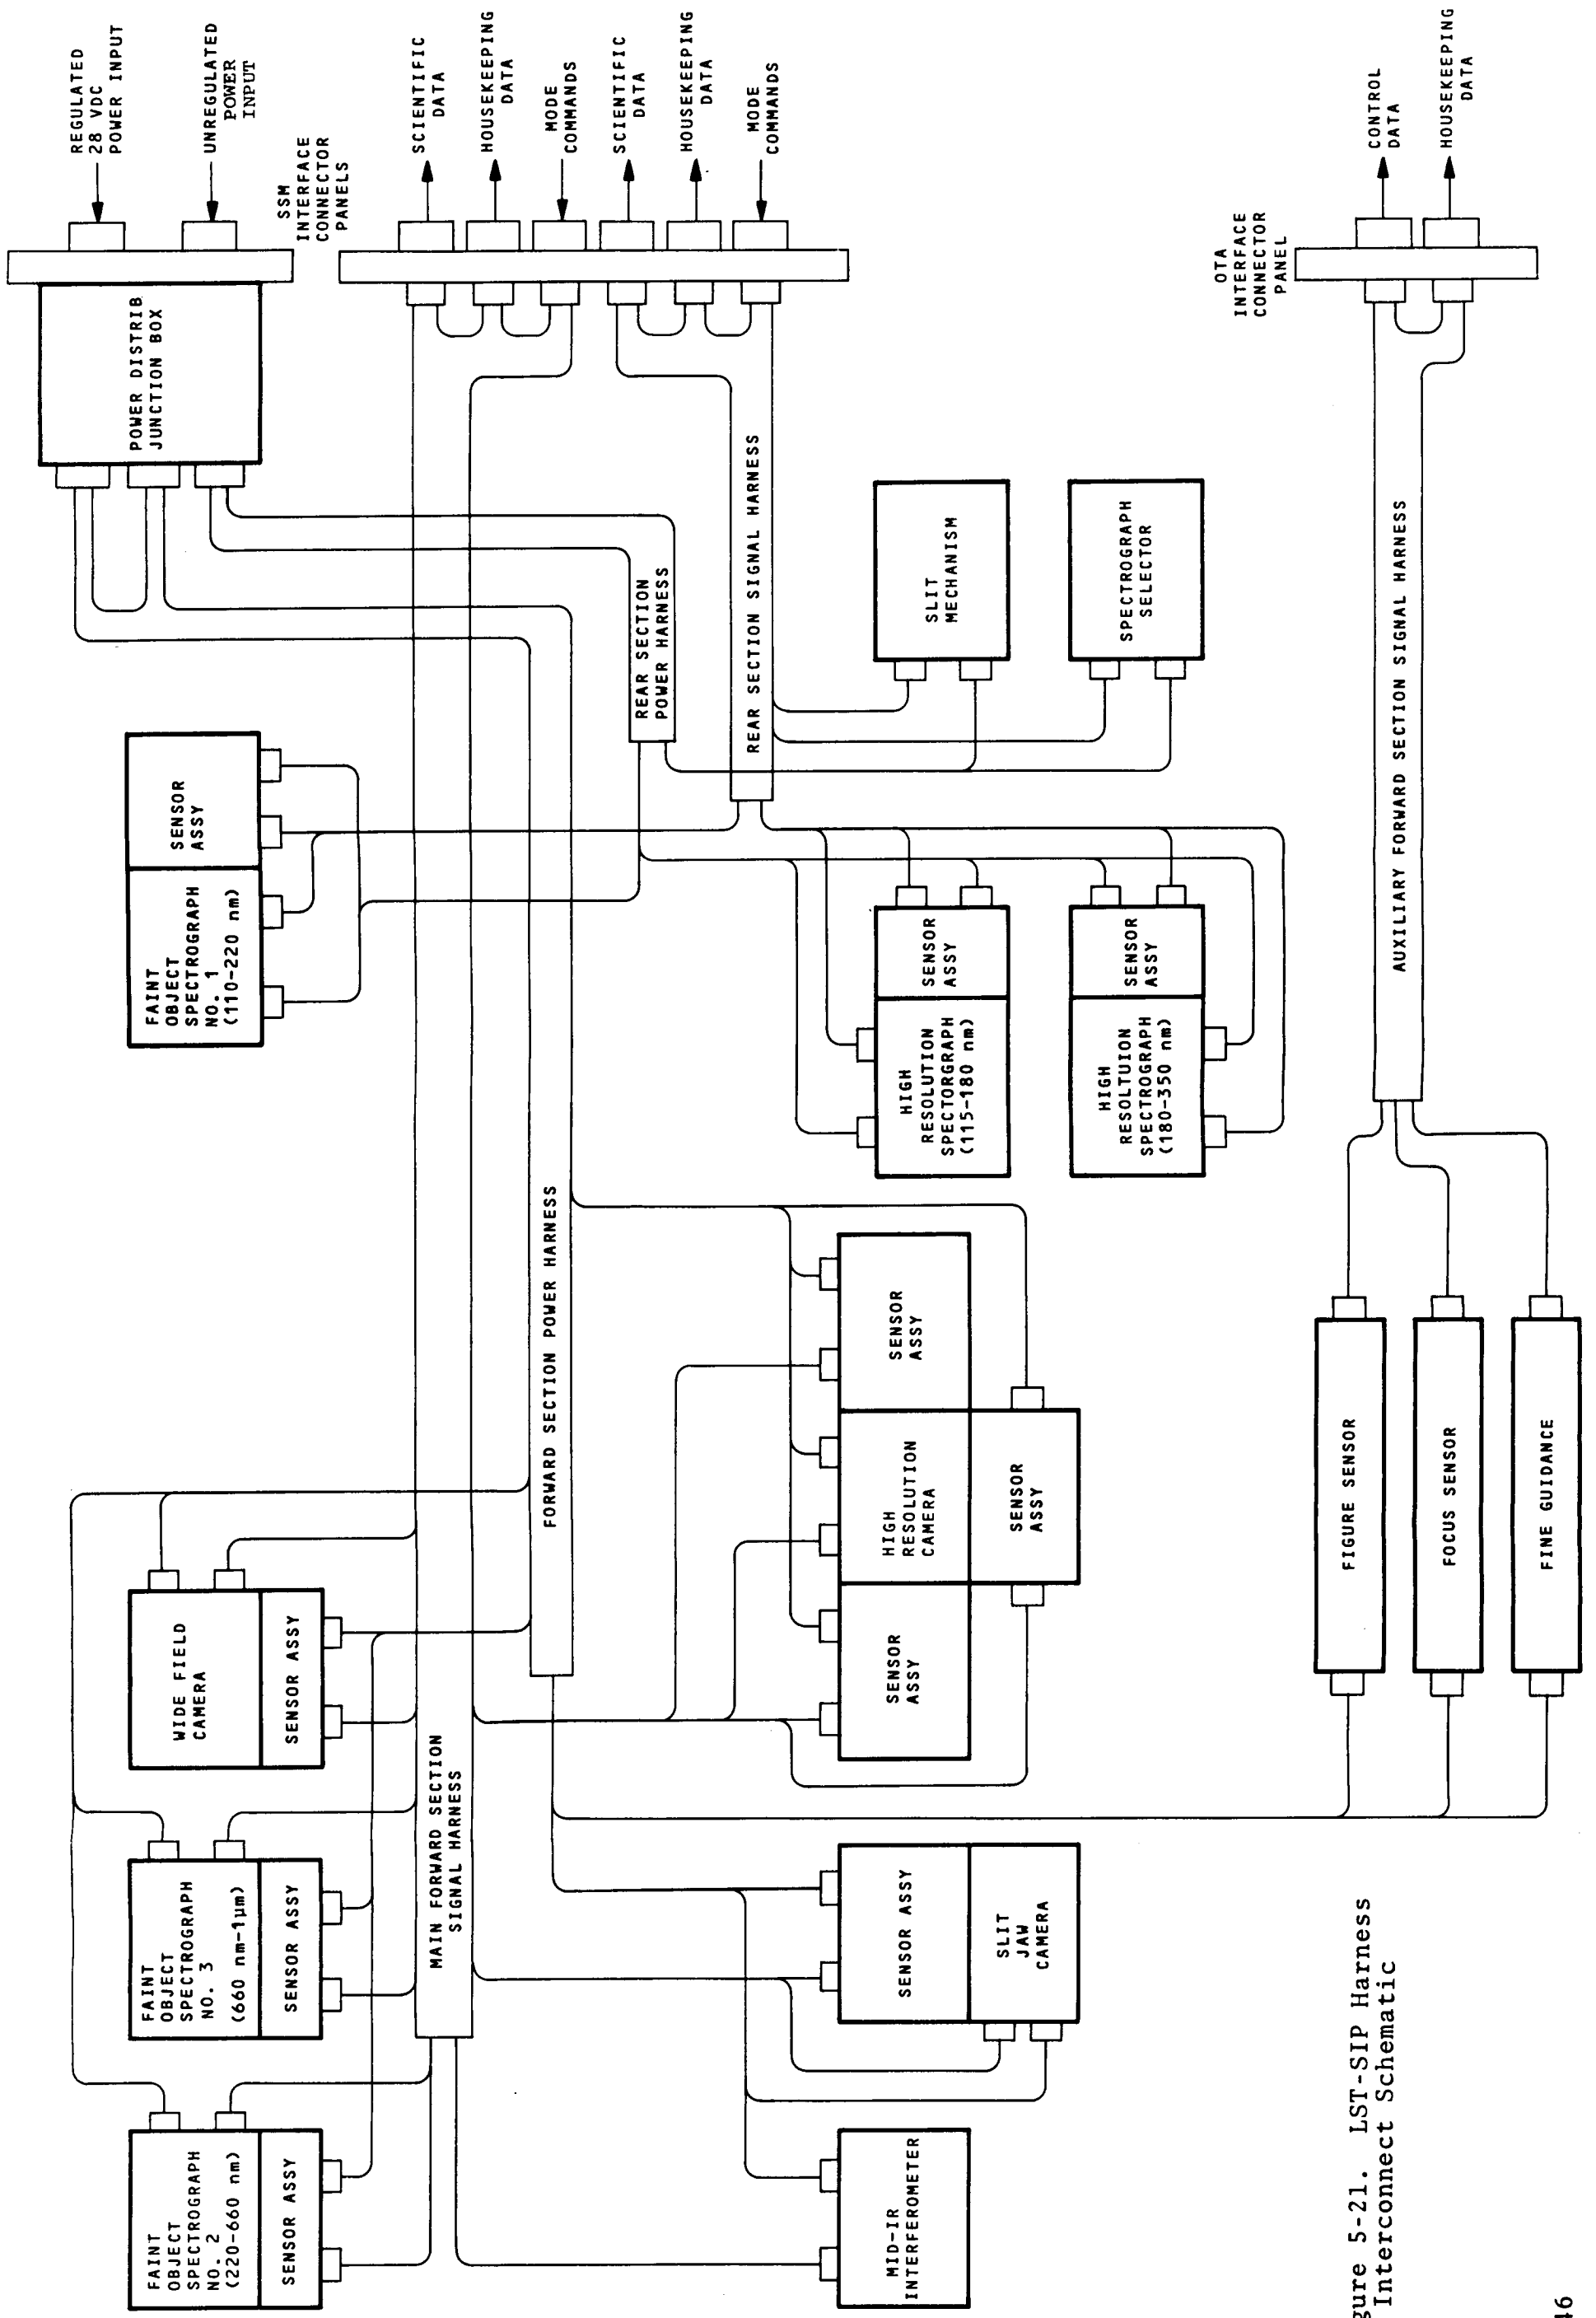 REGULATED
28 VDC
POWER INPUT
UNREGULATED
POWER
INPUT
SSM
INTERFACE
CONNECTOR
PANELS
POWER DISTRIB
JUNCTION BOX
SCIENTIFIC
DATA
HOUSEKEEPING
DATA
MODE
COMMANDS
SCIENTIFIC
DATA
HOUSEKEEPING
DATA
MODE
COMMANDS
OTA
INTERFACE
CONNECTOR
PANEL
CONTROL
DATA
HOUSEKEEPING
DATA
REAR SECTION
POWER HARNESS
REAR SECTION SIGNAL HARNESS
SLIT
MECHANISM
SPECTROGRAPH
SELECTOR
AUXILIARY FORWARD SECTION SIGNAL HARNESS
SENSOR
ASSY
FAINT
OBJECT
SPECTROGRAPH
NO. 1
(110-220 nm)
SENSOR
ASSY
HIGH
RESOLUTION
SPECTORGRAPH
(115-180 nm)
SENSOR
ASSY
HIGH
RESOLTUION
SPECTROGRAPH
(180-350 nm)
FORWARD SECTION POWER HARNESS
WIDE FIELD
CAMERA
SENSOR ASSY
FAINT
OBJECT
SPECTROGRAPH
NO. 3
(660 nm-1μm)
SENSOR ASSY
FAINT
OBJECT
SPECTROGRAPH
NO. 2
(220-660 nm)
SENSOR ASSY
MAIN FORWARD SECTION
SIGNAL HARNESS
SENSOR
ASSY
HIGH
RESOLUTION
CAMERA
SENSOR
ASSY
SENSOR
ASSY
SENSOR ASSY
SLIT
JAW
CAMERA
MID-IR
INTERFEROMETER
FIGURE SENSOR
FOCUS SENSOR
FINE GUIDANCE
gure 5-21. LST-SIP Harness
Interconnect Schematic
46